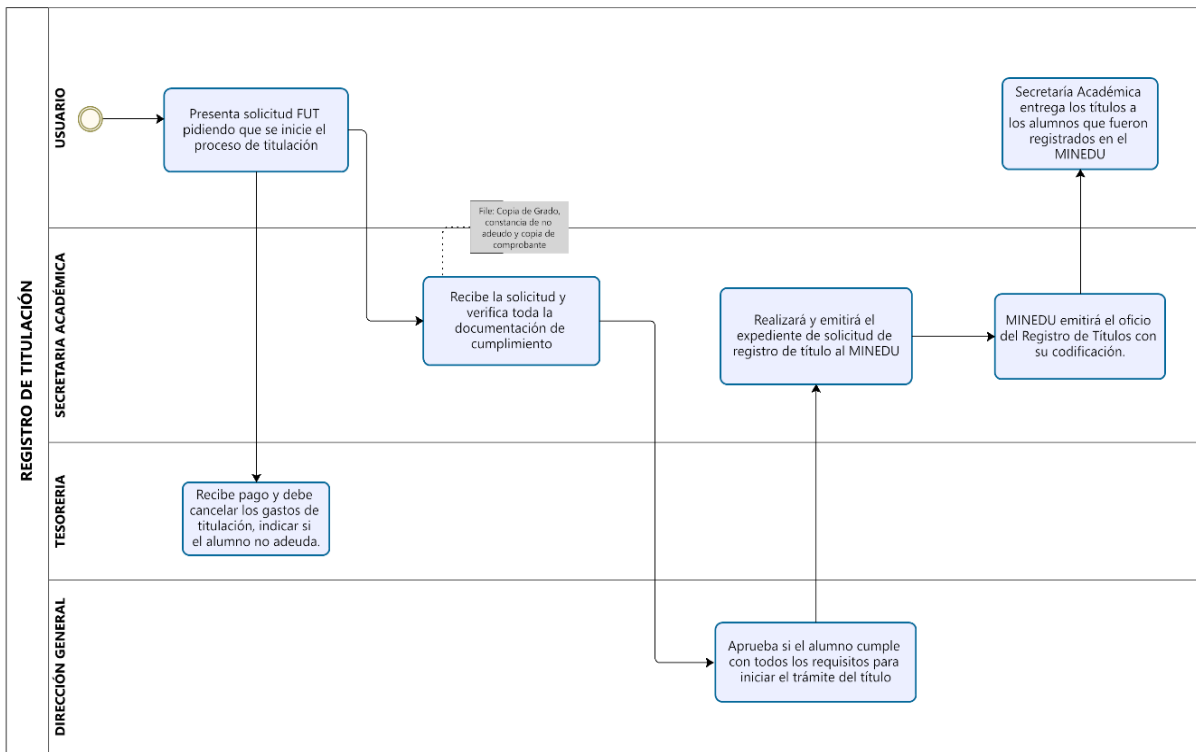 REGISTRO DE TITULACIÓN
USUARIO
Presenta solicitud FUT
pidiendo que se inicie el
proceso de titulación
Secretaría Académica
entrega los títulos a
los alumnos que fueron
registrados en el
MINEDU
File: Copia de Grado,
constancia de no
adeudo y copia de
comprobante
SECRETARIA ACADÉMICA
Recibe la solicitud y
verifica toda la
documentación de
cumplimiento
Realizará y emitirá el
expediente de solicitud de
registro de título al MINEDU
MINEDU emitirá el oficio
del Registro de Títulos con
su codificación.
TESORERIA
Recibe pago y debe
cancelar los gastos de
titulación, indicar si
el alumno no adeuda.
DIRECCIÓN GENERAL
Aprueba si el alumno cumple
con todos los requisitos para
iniciar el trámite del título